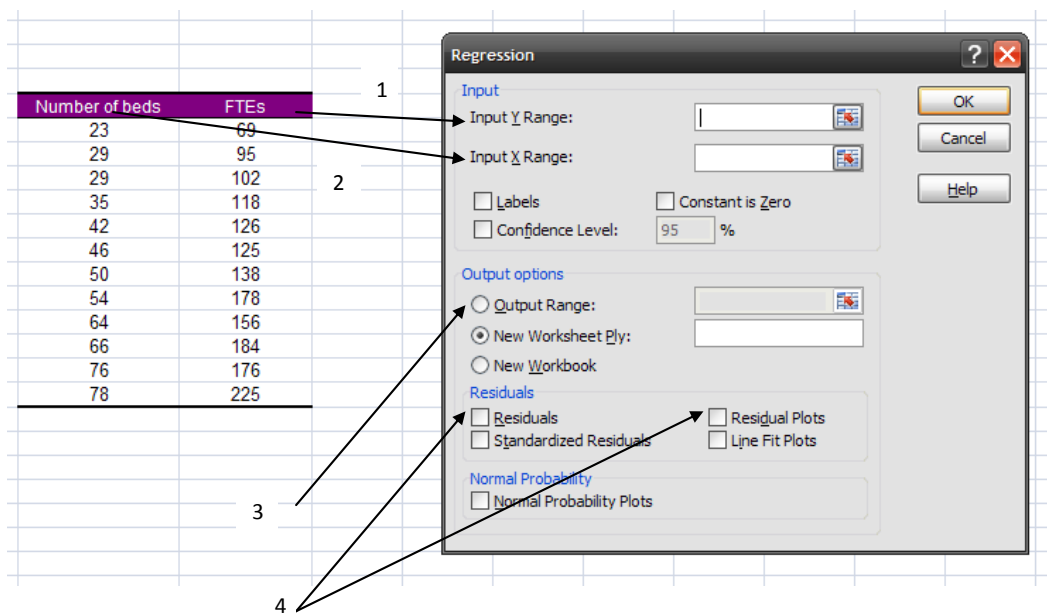 Number of beds FTEs
23 69
29 95
29 102
35 118
42 126
46 125
50 138
54 178
64 156
66 184
76 176
78 225
1
2
3
4
Regression
Input
Input Y Range:
Input X Range:
Labels Constant is Zero
Confidence Level: 95 %
Output options
Output Range:
New Worksheet Ply:
New Workbook
Residuals
Residuals Residual Plots
Standardized Residuals Line Fit Plots
Normal Probability
Normal Probability Plots
? X
OK
Cancel
Help